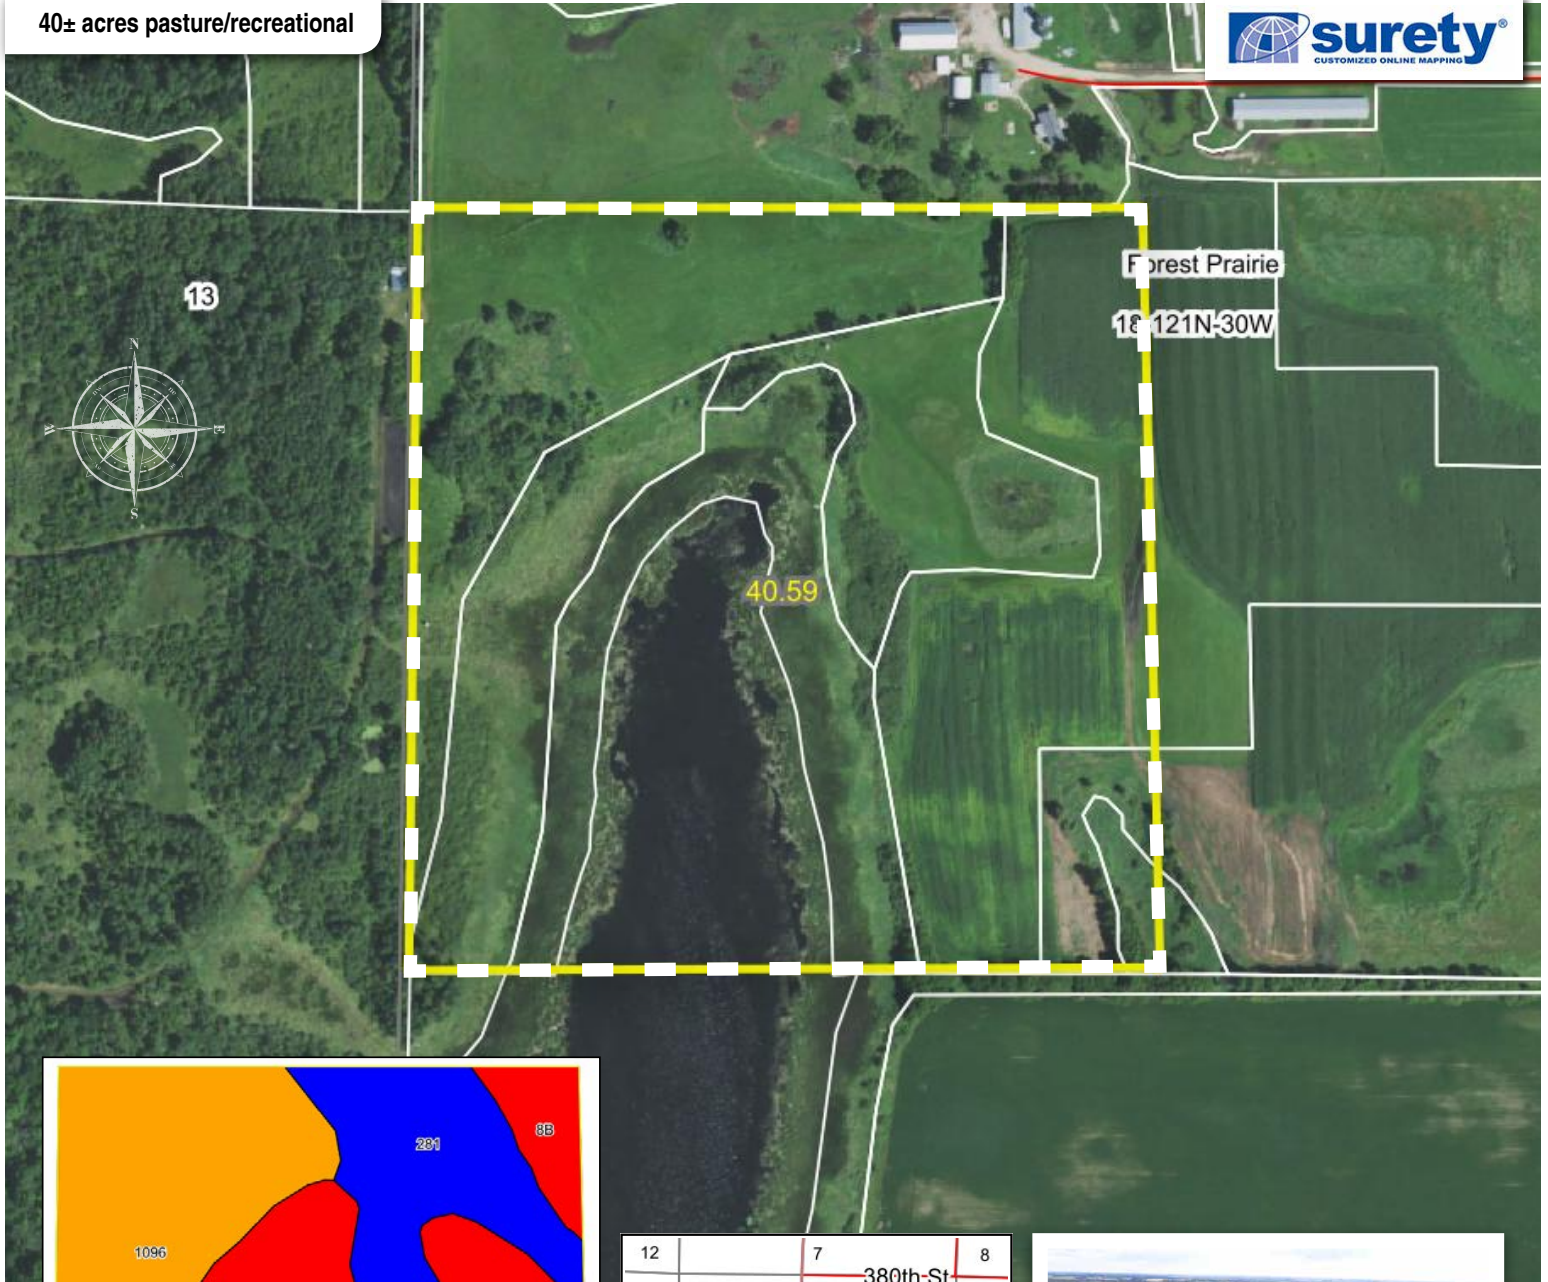 40± acres pasture/recreational
surety®
CUSTOMIZED ONLINE MAPPING
Forest Prairie
13
18-121N-30W
N
W E
S
40.59
281
8B
1096
12 7 8
380th-St